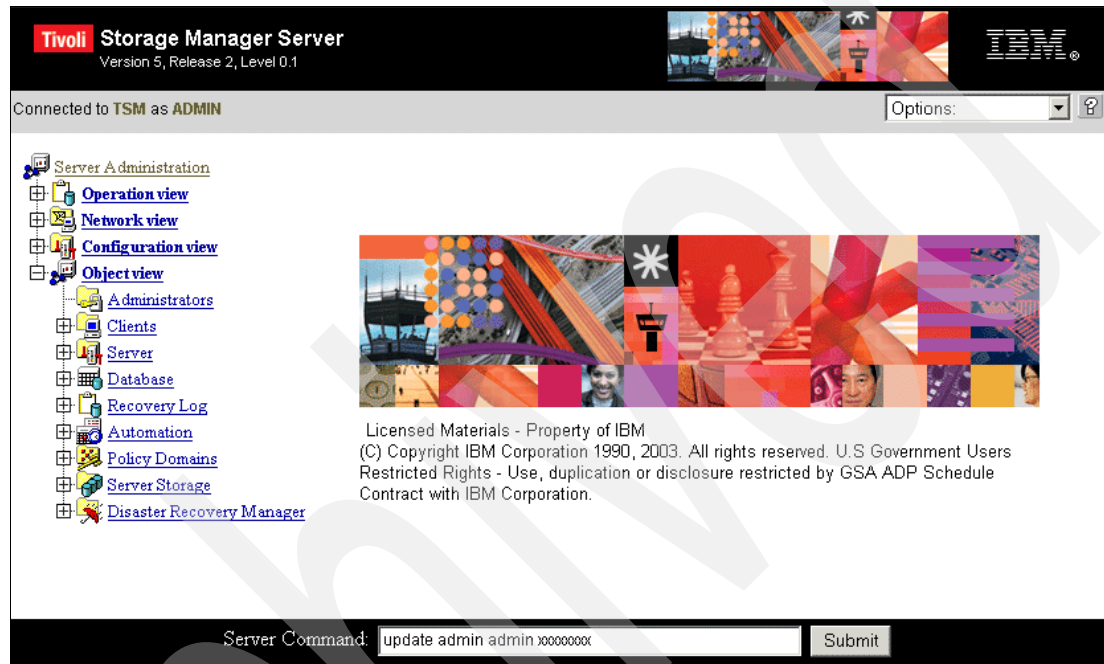 Tivoli Storage Manager Server
Version 5, Release 2, Level 0.1
IBM®
Connected to TSM as ADMIN
Options:
?
Server Administration
Operation view
Network view
Configuration view
Object view
Administrators
Clients
Server
Database
Recovery Log
Automation
Policy Domains
Server Storage
Disaster Recovery Manager
Licensed Materials - Property of IBM
(C) Copyright IBM Corporation 1990, 2003. All rights reserved. U.S Government Users
Restricted Rights - Use, duplication or disclosure restricted by GSA ADP Schedule
Contract with IBM Corporation.
Server Command: update admin admin xxxxxxxx Submit